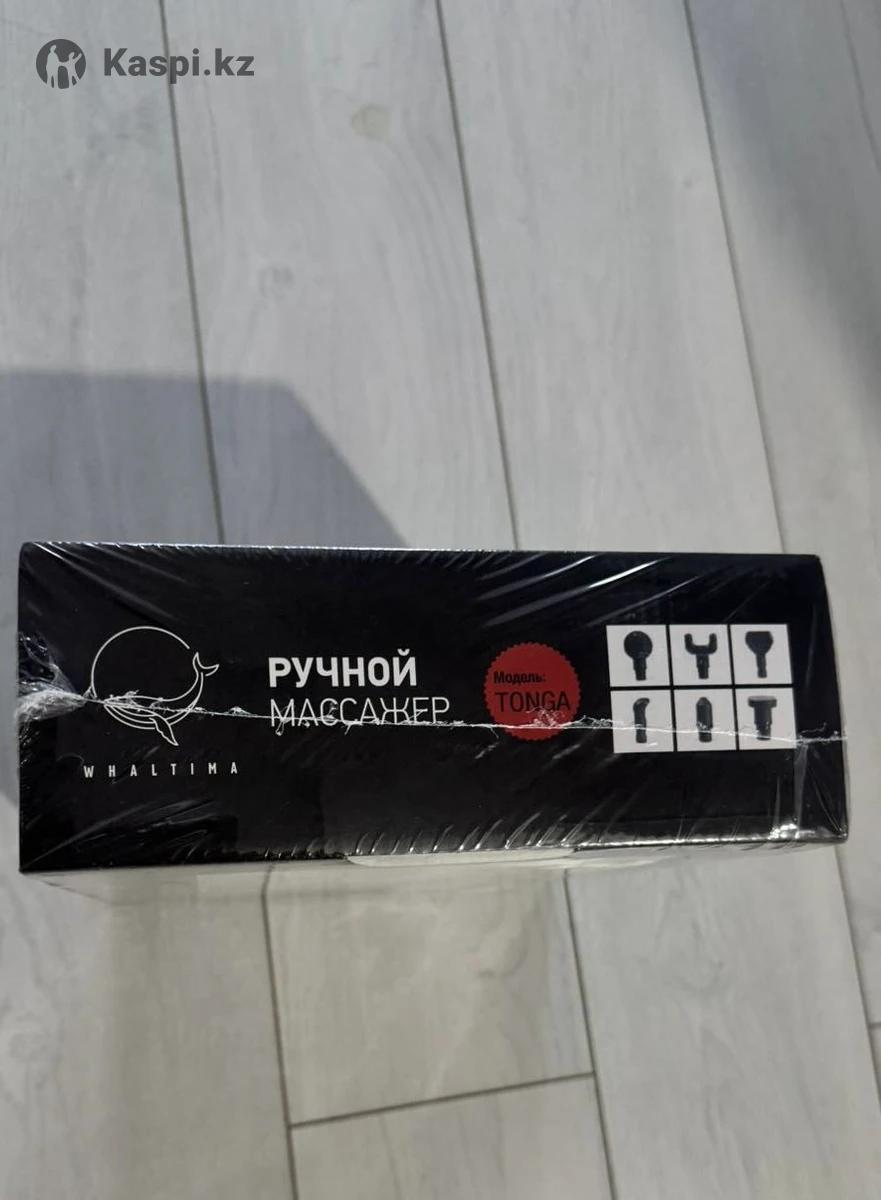 Kaspi.kz
РУЧНОЙ
МАССАЖЕР
Модель:
TONGA
WHALTIMA